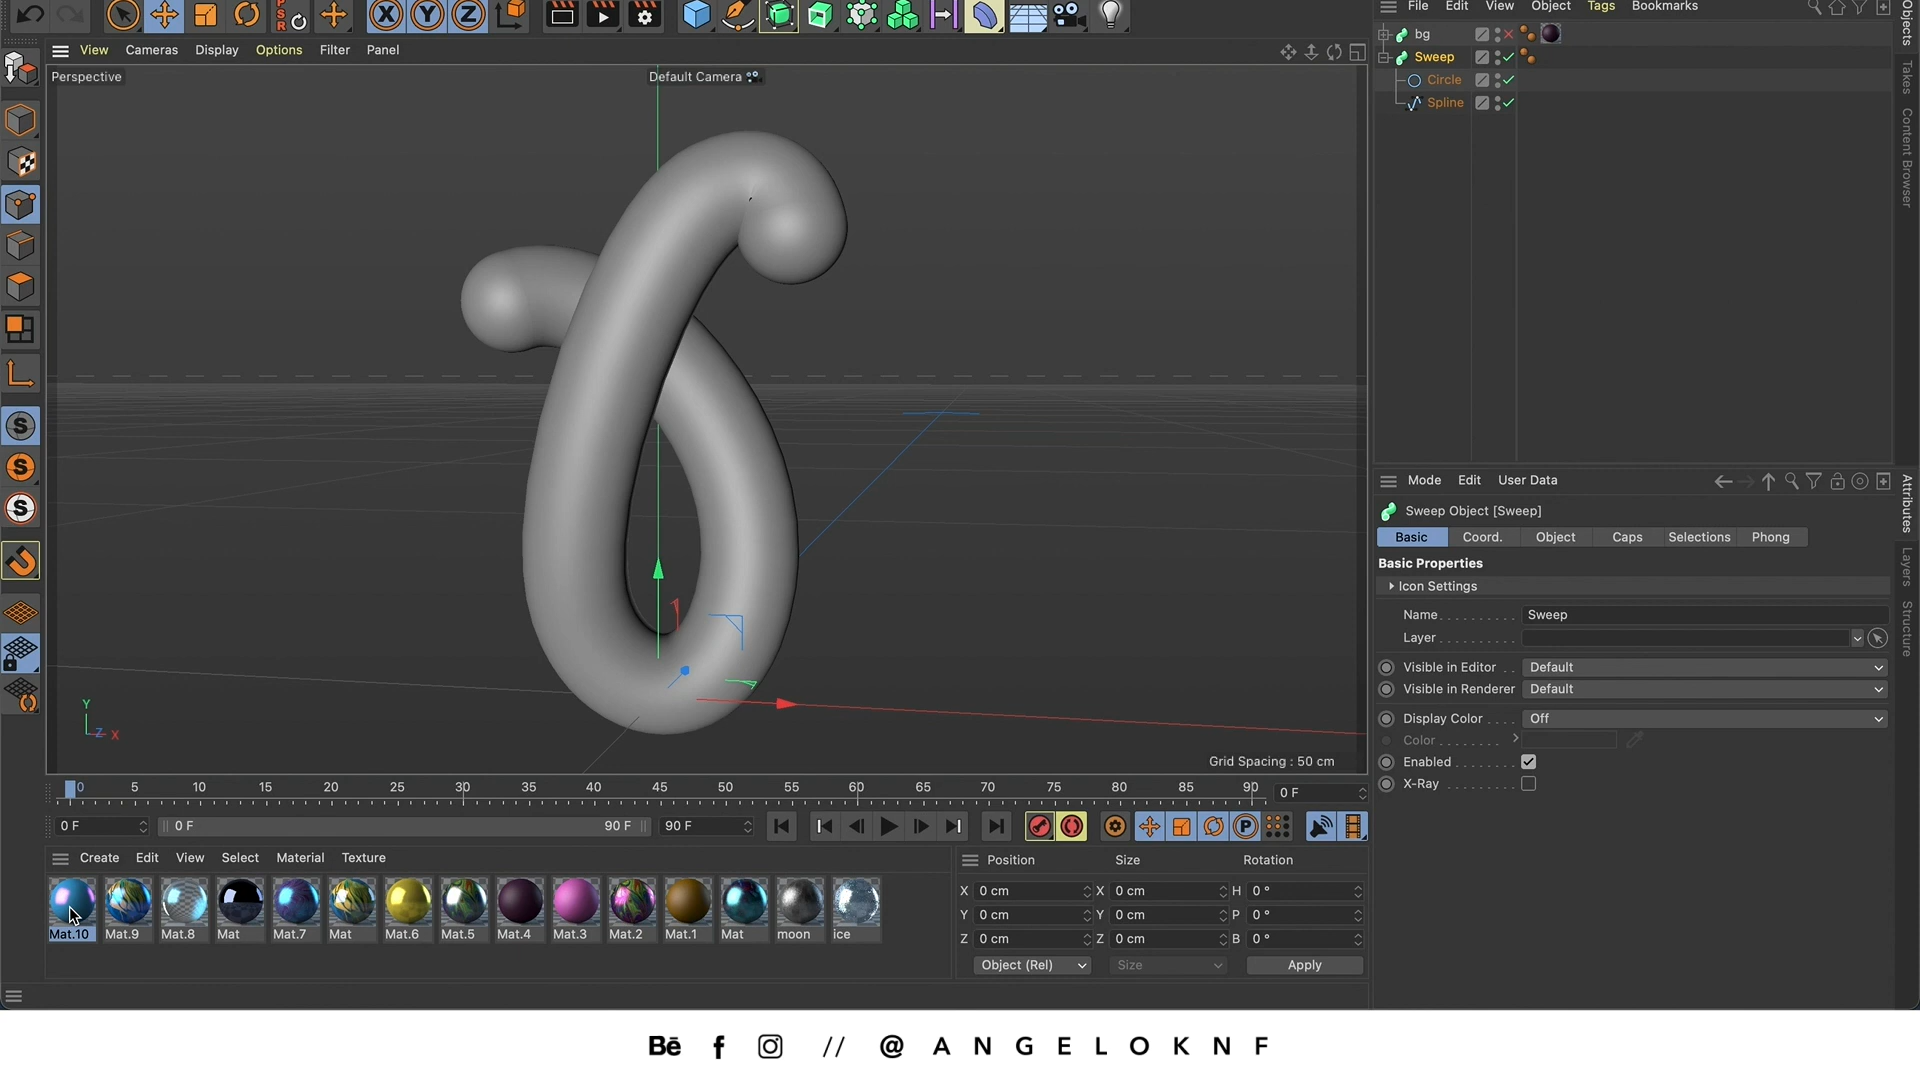 File Edit View Object Tags Bookmarks
View Cameras Display Options Filter Panel
Perspective
Default Camera
bg
Sweep
Circle
Spline
Objects
Takes
Content Browser
Mode Edit User Data
Sweep Object [Sweep]
Basic Coord. Object Caps Selections Phong
Basic Properties
Icon Settings
Name . . . . . . . . . . Sweep
Layer . . . . . . . . . .
Visible in Editor . . Default
Visible in Renderer Default
Display Color . . . . Off
Color . . . . . . . .
Enabled . . . . . . . .
X-Ray . . . . . . . . .
Attributes
Layers
Structure
Y
Z X
Grid Spacing : 50 cm
0 5 10 15 20 25 30 35 40 45 50 55 60 65 70 75 80 85 90
0 F
0 F 0 F 90 F 90 F
Create Edit View Select Material Texture
Mat.10 Mat.9 Mat.8 Mat Mat.7 Mat Mat.6 Mat.5 Mat.4 Mat.3 Mat.2 Mat.1 Mat moon ice
Position Size Rotation
X 0 cm X 0 cm H 0 °
Y 0 cm Y 0 cm P 0 °
Z 0 cm Z 0 cm B 0 °
Object (Rel) Size Apply
Bē f // @ A N G E L O K N F